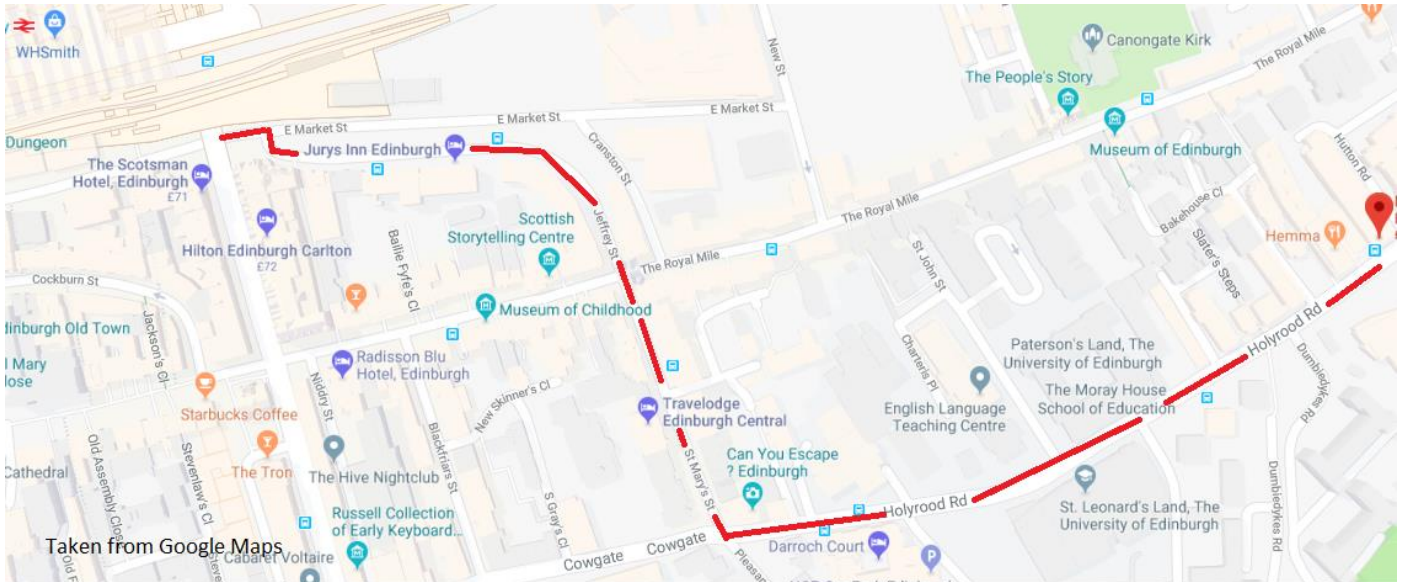 WHSmith
Canongate Kirk
The Royal Mile
New St
The People's Story
E Market St
E Market St
Dungeon
Jurys Inn Edinburgh
Cranston St
Museum of Edinburgh
Hutton Rd
The Scotsman
Hotel, Edinburgh
£71
Bakehouse Cl
The Royal Mile
Jeffrey St
Scottish
Storytelling Centre
Hemma
Hilton Edinburgh Carlton
£72
Bailie Fyfe's Cl
St John St
Slater's Steps
The Royal Mile
Cockburn St
Museum of Childhood
Holyrood Rd
dinburgh Old Town
Jackson's Cl
Mary
lose
Radisson Blu
Hotel, Edinburgh
Charteris Pl
Paterson's Land, The
University of Edinburgh
Dumbiedykes Rd
Niddry St
New Skinner's Cl
Starbucks Coffee
Travelodge
Edinburgh Central
English Language
Teaching Centre
The Moray House
School of Education
Blackfriars St
The Tron
Cathedral
Old Assembly Close
Stevenlaw's Cl
The Hive Nightclub
St Mary's St
Can You Escape
? Edinburgh
Dumbiedykes Rd
S Gray's Cl
Russell Collection
of Early Keyboard...
Holyrood Rd
St. Leonard's Land, The
University of Edinburgh
Taken from Google Maps
Cabaret Voltaire
Cowgate
Cowgate
Darroch Court